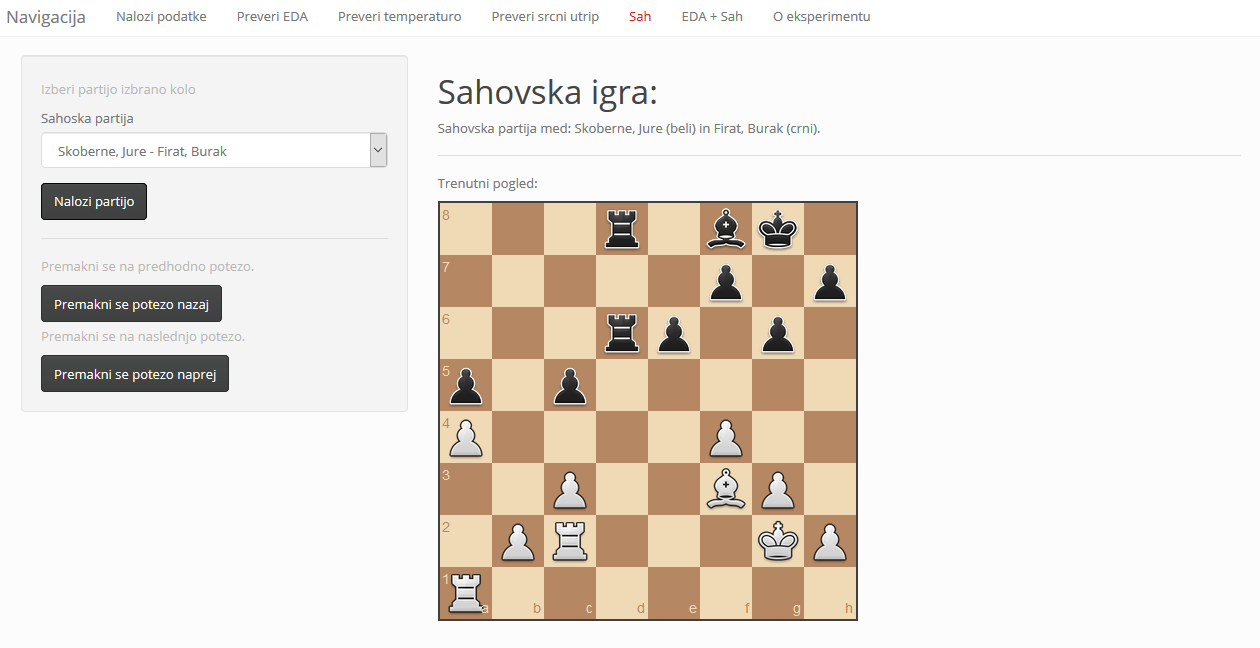 Navigacija Nalozi podatke Preveri EDA Preveri temperaturo Preveri srcni utrip Sah EDA + Sah O eksperimentu
Izberi partijo izbrano kolo
Sahoska partija
Skoberne, Jure - Firat, Burak
Nalozi partijo
Premakni se na predhodno potezo.
Premakni se potezo nazaj
Premakni se na naslednjo potezo.
Premakni se potezo naprej
Sahovska igra:
Sahovska partija med: Skoberne, Jure (beli) in Firat, Burak (crni).
Trenutni pogled:
8
7
6
5
4
3
2
1
a b c d e f g h